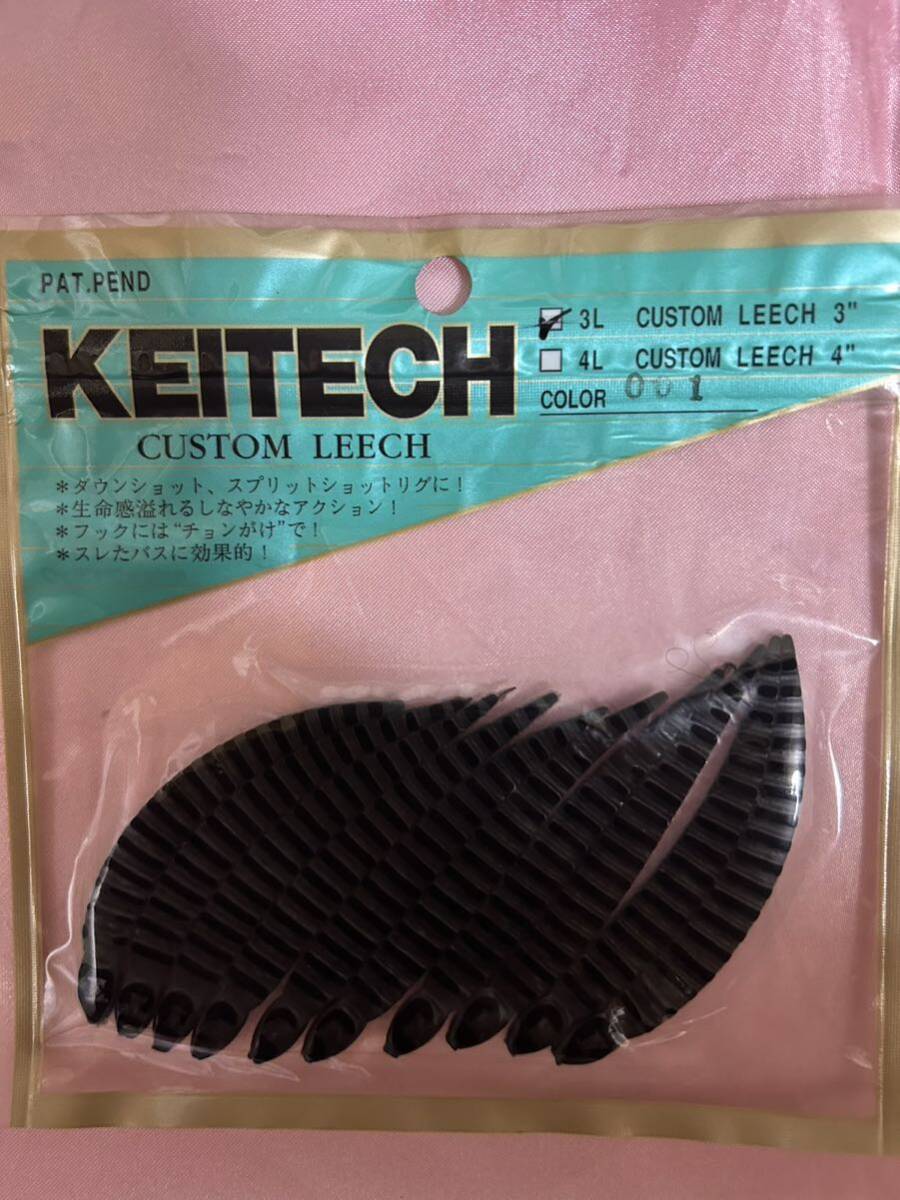 PAT.PEND
KEITECH
CUSTOM LEECH
3L CUSTOM LEECH 3"
4L CUSTOM LEECH 4"
COLOR 001
*ダウンショット、スプリットショットリグに!
*生命感溢れるしなやかなアクション!
*フックには“チョンがけ”で!
*スレたバスに効果的!